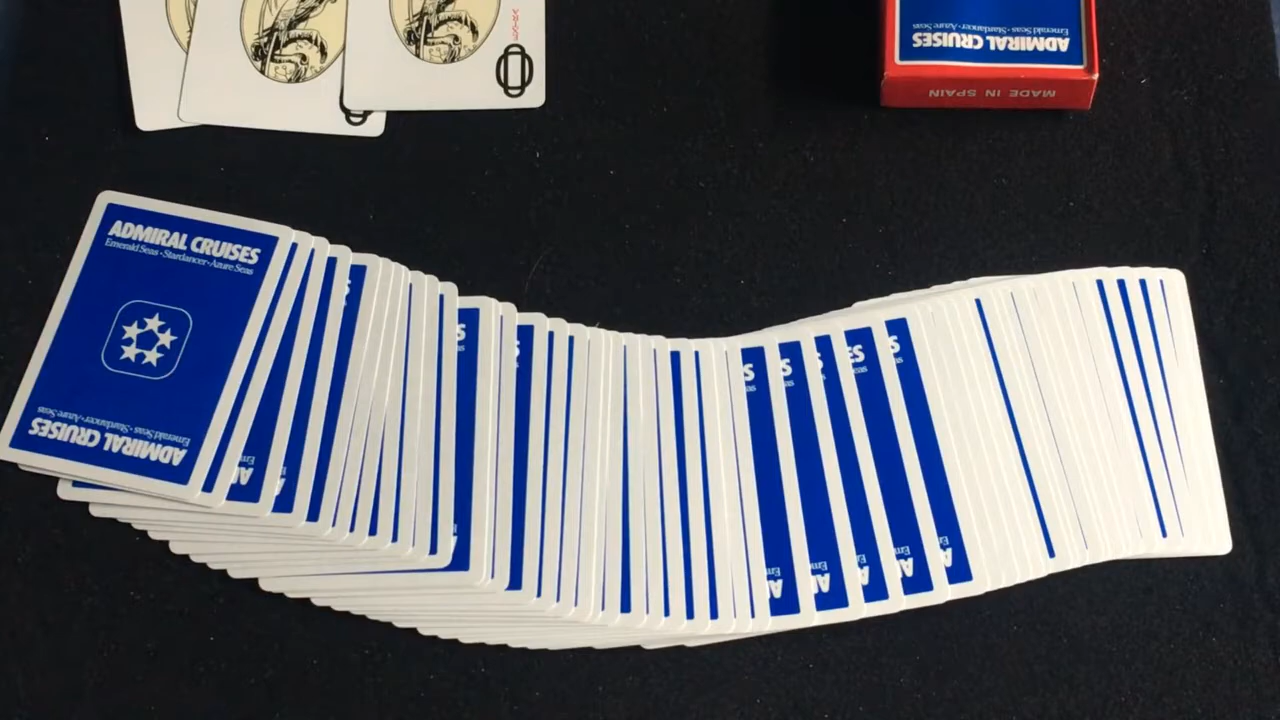 Emerald Seas · Stardancer · Azure Seas
ADMIRAL CRUISES
MADE IN SPAIN
ADMIRAL CRUISES
Emerald Seas · Stardancer · Azure Seas
Emerald Seas · Stardancer · Azure Seas
ADMIRAL CRUISES